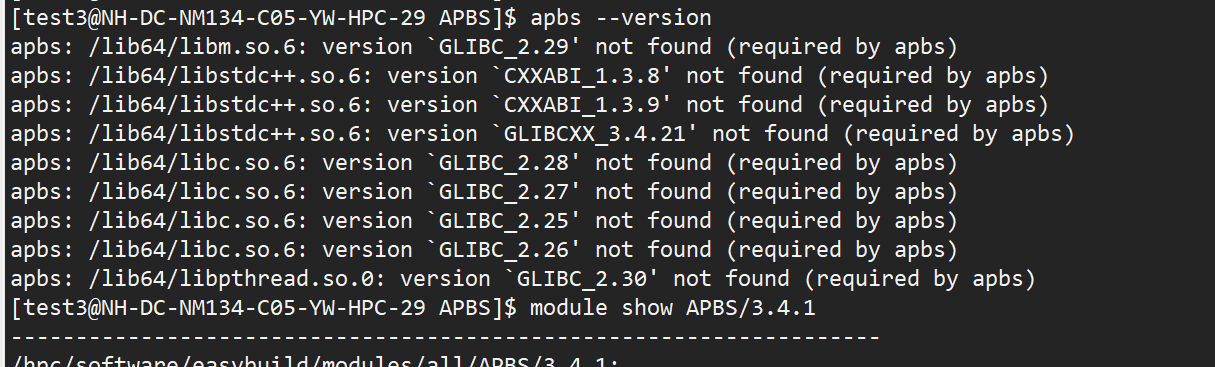 [test3@NH-DC-NM134-C05-YW-HPC-29 APBS]$ apbs --version
apbs: /lib64/libm.so.6: version `GLIBC_2.29' not found (required by apbs)
apbs: /lib64/libstdc++.so.6: version `CXXABI_1.3.8' not found (required by apbs)
apbs: /lib64/libstdc++.so.6: version `CXXABI_1.3.9' not found (required by apbs)
apbs: /lib64/libstdc++.so.6: version `GLIBCXX_3.4.21' not found (required by apbs)
apbs: /lib64/libc.so.6: version `GLIBC_2.28' not found (required by apbs)
apbs: /lib64/libc.so.6: version `GLIBC_2.27' not found (required by apbs)
apbs: /lib64/libc.so.6: version `GLIBC_2.25' not found (required by apbs)
apbs: /lib64/libc.so.6: version `GLIBC_2.26' not found (required by apbs)
apbs: /lib64/libpthread.so.0: version `GLIBC_2.30' not found (required by apbs)
[test3@NH-DC-NM134-C05-YW-HPC-29 APBS]$ module show APBS/3.4.1
-------------------------------------------------------------------
/hpc/software/easybuild/modules/all/APBS/3.4.1: